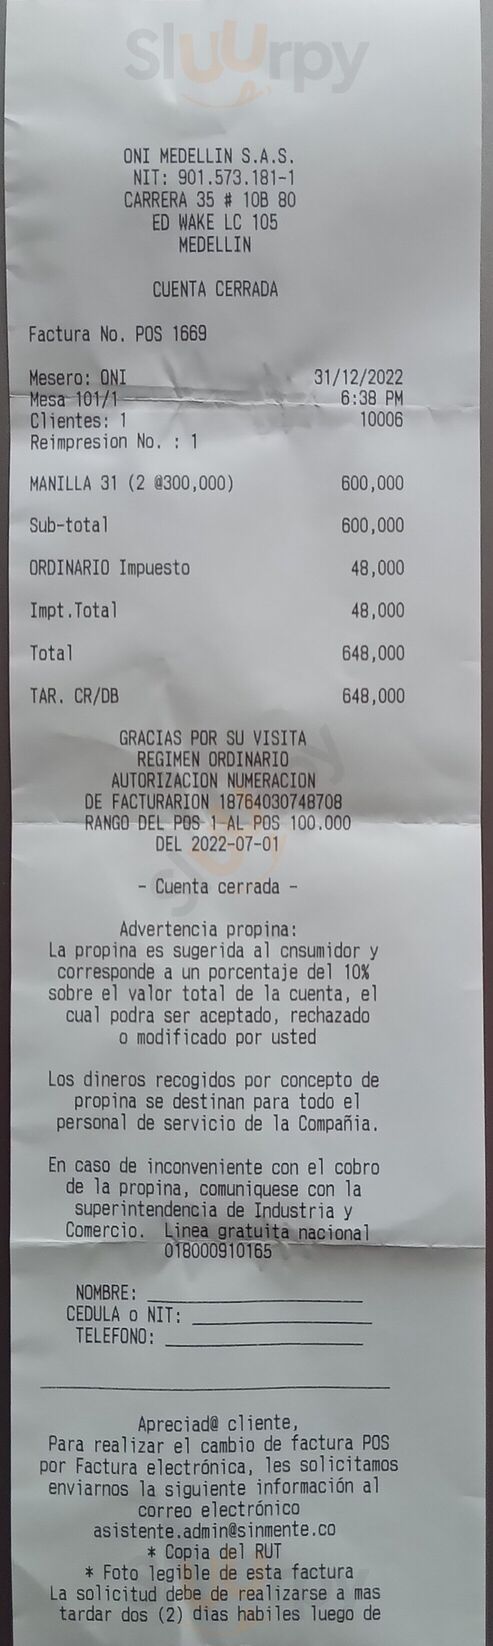 Sluurpy
ONI MEDELLIN S.A.S.
NIT: 901.573.181-1
CARRERA 35 # 10B 80
ED WAKE LC 105
MEDELLIN
CUENTA CERRADA
Factura No. POS 1669
Mesero: ONI 31/12/2022
Mesa 101/1 6:38 PM
Clientes: 1 10006
Reimpresion No. : 1
MANILLA 31 (2 @300,000) 600,000
Sub-total 600,000
ORDINARIO Impuesto 48,000
Impt.Total 48,000
Total 648,000
TAR. CR/DB 648,000
GRACIAS POR SU VISITA
REGIMEN ORDINARIO
AUTORIZACION NUMERACION
DE FACTURARION 18764030748708
RANGO DEL POS 1 AL POS 100.000
DEL 2022-07-01
- Cuenta cerrada -
Advertencia propina:
La propina es sugerida al cnsumidor y
corresponde a un porcentaje del 10%
sobre el valor total de la cuenta, el
cual podra ser aceptado, rechazado
o modificado por usted
Los dineros recogidos por concepto de
propina se destinan para todo el
personal de servicio de la Compañia.
En caso de inconveniente con el cobro
de la propina, comuniquese con la
superintendencia de Industria y
Comercio. Linea gratuita nacional
018000910165
NOMBRE:
CEDULA o NIT:
TELEFONO:
Apreciad@ cliente,
Para realizar el cambio de factura POS
por Factura electrónica, les solicitamos
enviarnos la siguiente información al
correo electrónico
asistente.admin@sinmente.co
* Copia del RUT
* Foto legible de esta factura
La solicitud debe de realizarse a mas
tardar dos (2) dias habiles luego de